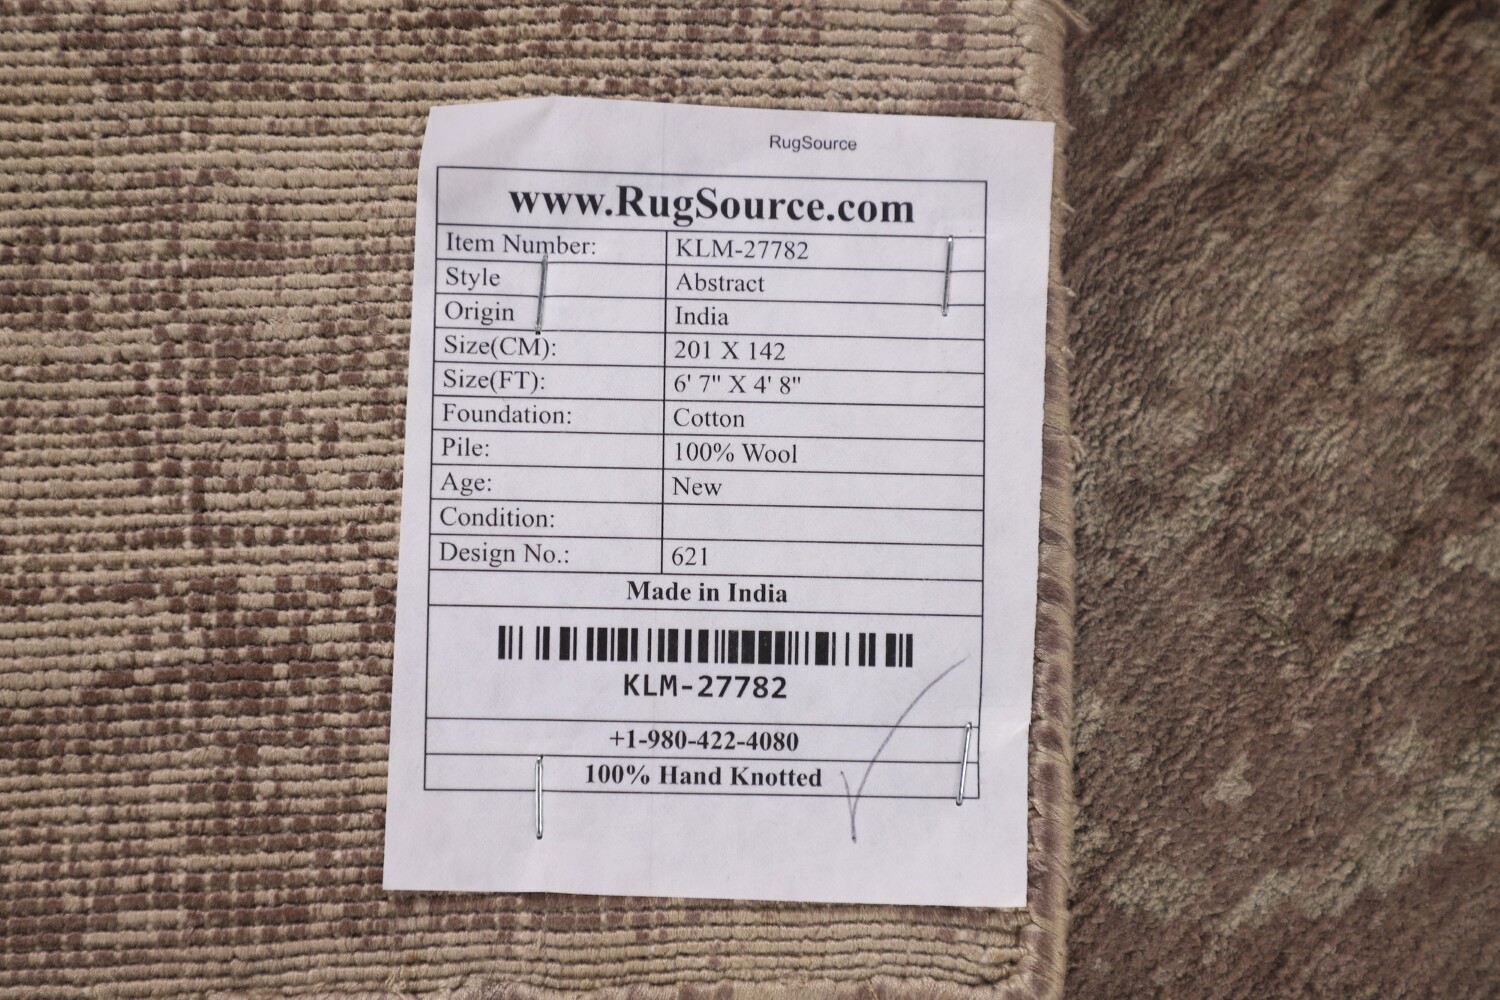 RugSource
www.RugSource.com
Item Number: KLM-27782
Style Abstract
Origin India
Size(CM): 201 X 142
Size(FT): 6' 7" X 4' 8"
Foundation: Cotton
Pile: 100% Wool
Age: New
Condition:
Design No.: 621
Made in India
KLM-27782
+1-980-422-4080
100% Hand Knotted